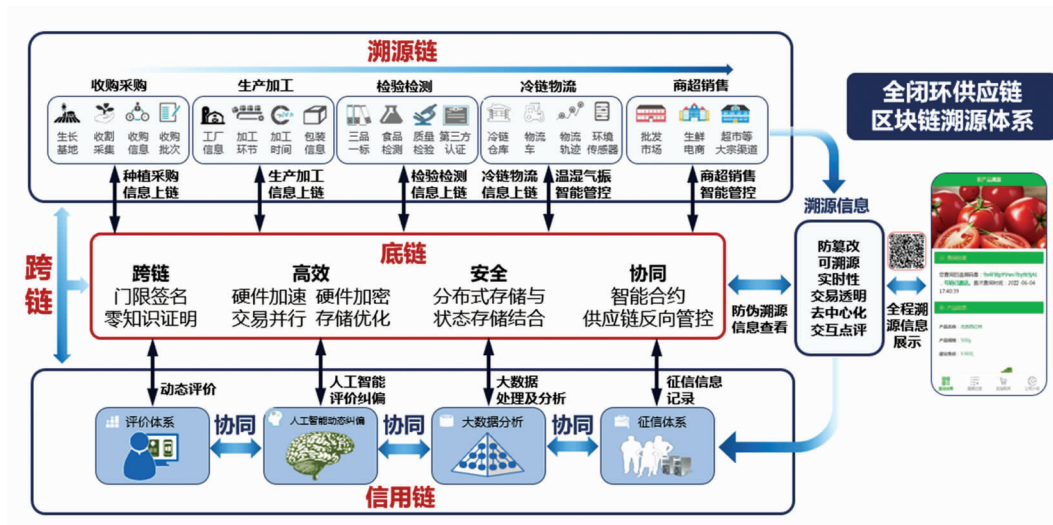 溯源链
全闭环供应链
区块链溯源体系
收购采购
生产加工
检验检测
冷链物流
商超销售
生长
基地
收割
采集
收购
信息
收购
批次
工厂
信息
加工
环节
加工
时间
包装
信息
三品
一标
食品
检测
质量
检验
第三方
认证
冷链
仓库
物流
车
物流
轨迹
环境
传感器
批发
市场
生鲜
电商
超市等
大宗渠道
种植采购
信息上链
生产加工
信息上链
检验检测
信息上链
冷链物流
信息上链
温湿气振
智能管控
商超销售
智能管控
跨链
底链
跨链
门限签名
零知识证明
高效
硬件加速 硬件加密
交易并行 存储优化
安全
分布式存储与
状态存储结合
协同
智能合约
供应链反向管控
防伪溯源
信息查看
溯源信息
防篡改
可溯源
实时性
交易透明
去中心化
交互点评
全程溯
源信息
展示
动态评价
人工智能
评价纠偏
大数据
处理及分析
征信信息
记录
评价体系
协同
人工智能动态纠偏
协同
大数据分析
协同
征信体系
信用链